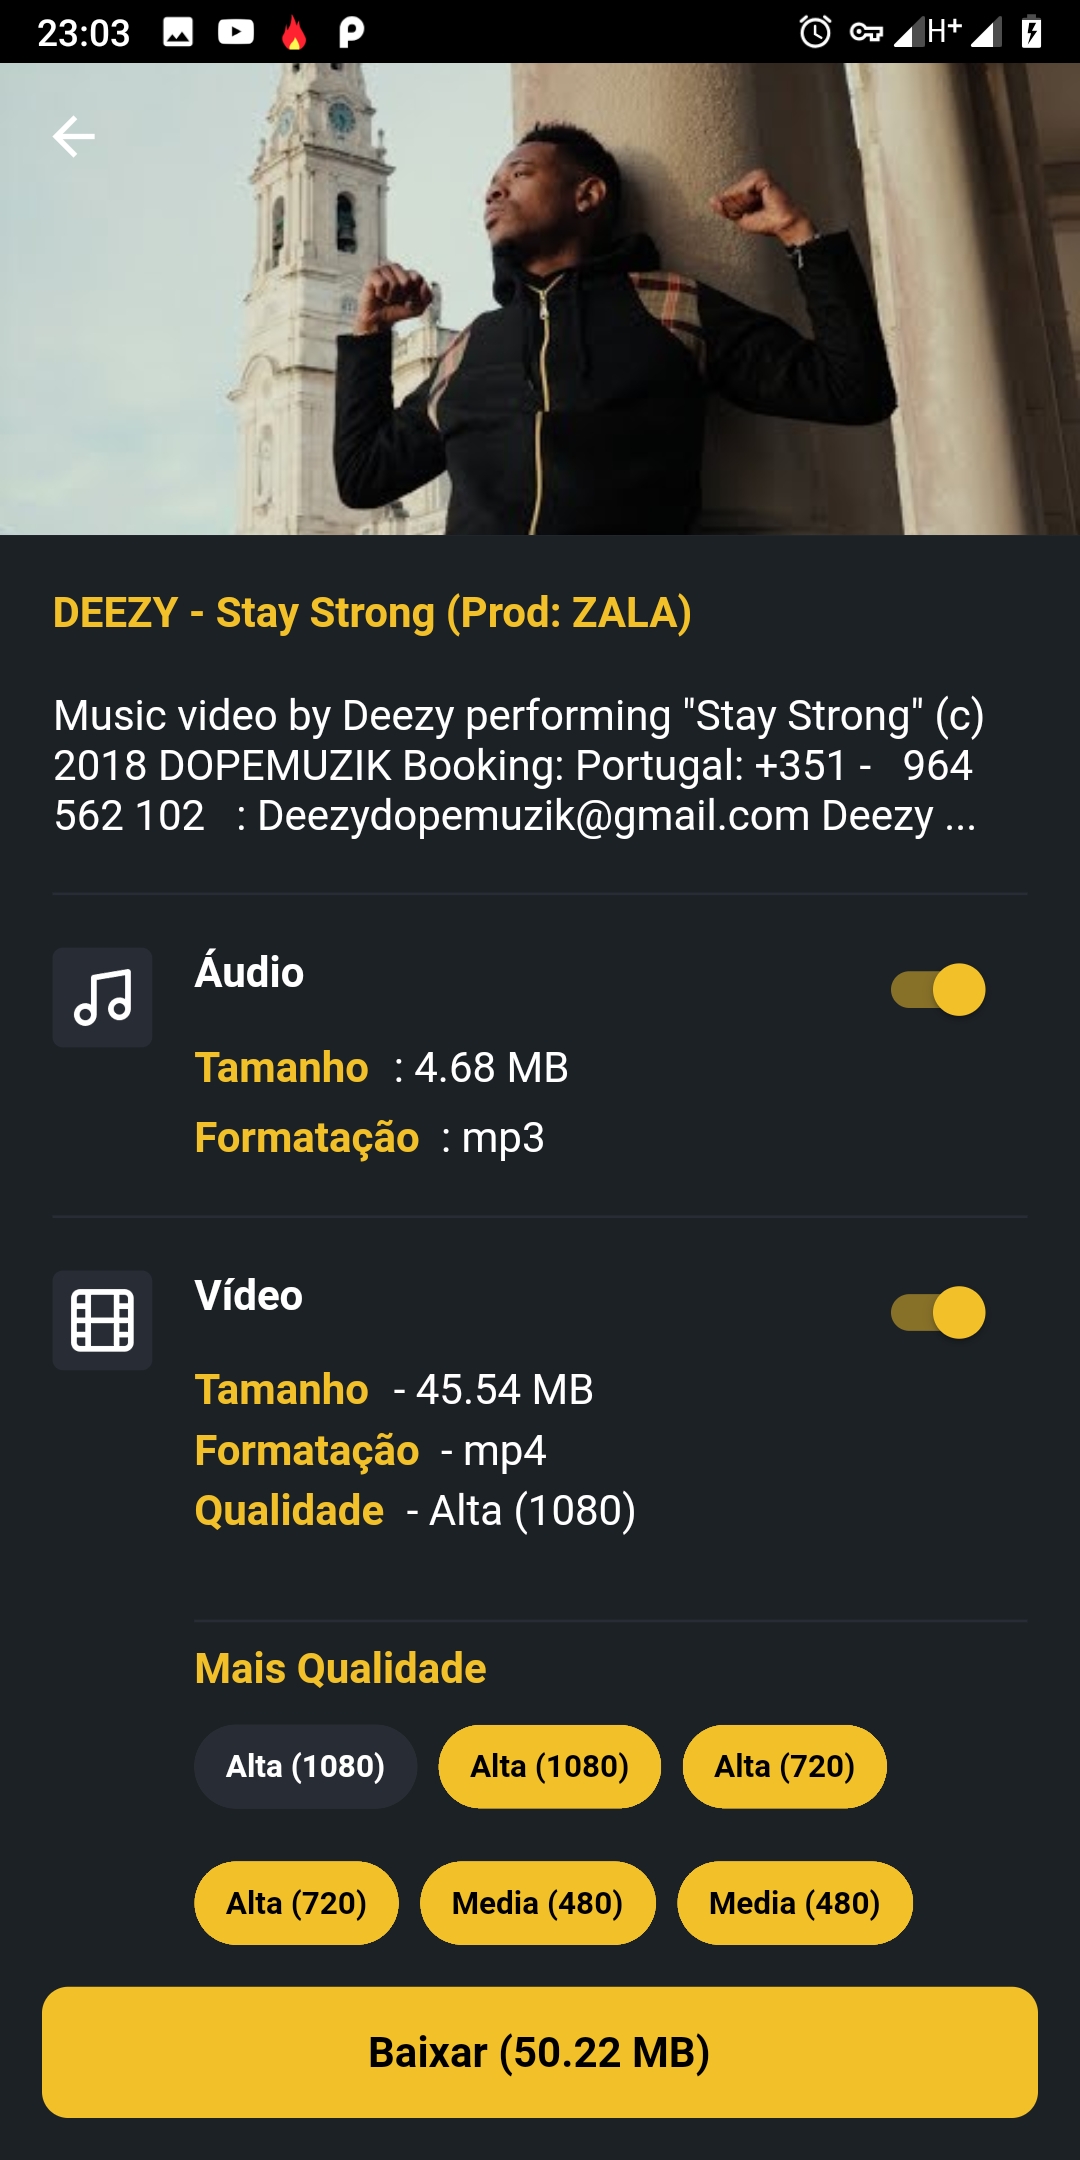 23:03
H+
DEEZY - Stay Strong (Prod: ZALA)
Music video by Deezy performing "Stay Strong" (c)
2018 DOPEMUZIK Booking: Portugal: +351 - 964
562 102 : Deezydopemuzik@gmail.com Deezy ...
Áudio
Tamanho : 4.68 MB
Formatação : mp3
Vídeo
Tamanho - 45.54 MB
Formatação - mp4
Qualidade - Alta (1080)
Mais Qualidade
Alta (1080) Alta (1080) Alta (720)
Alta (720) Media (480) Media (480)
Baixar (50.22 MB)